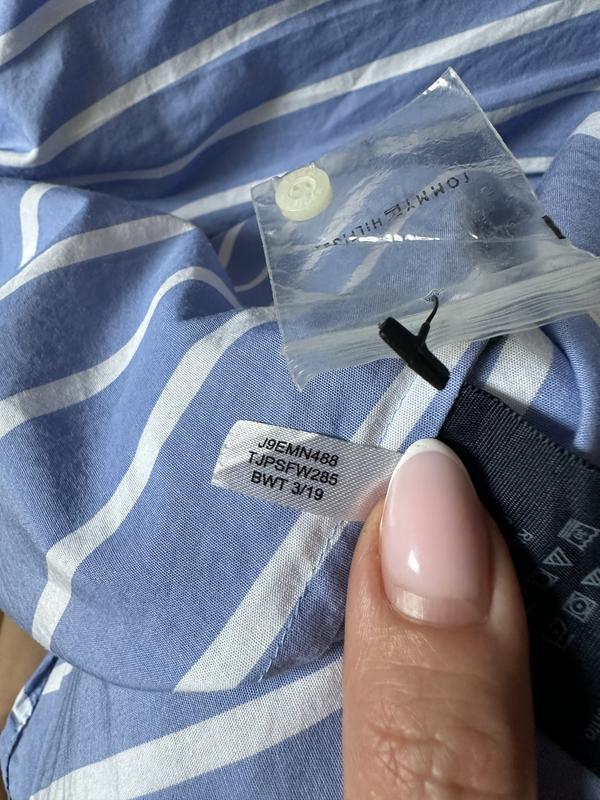 TOMMY HILFIGER
J9EMN488
TJPSFW285
BWT 3/19